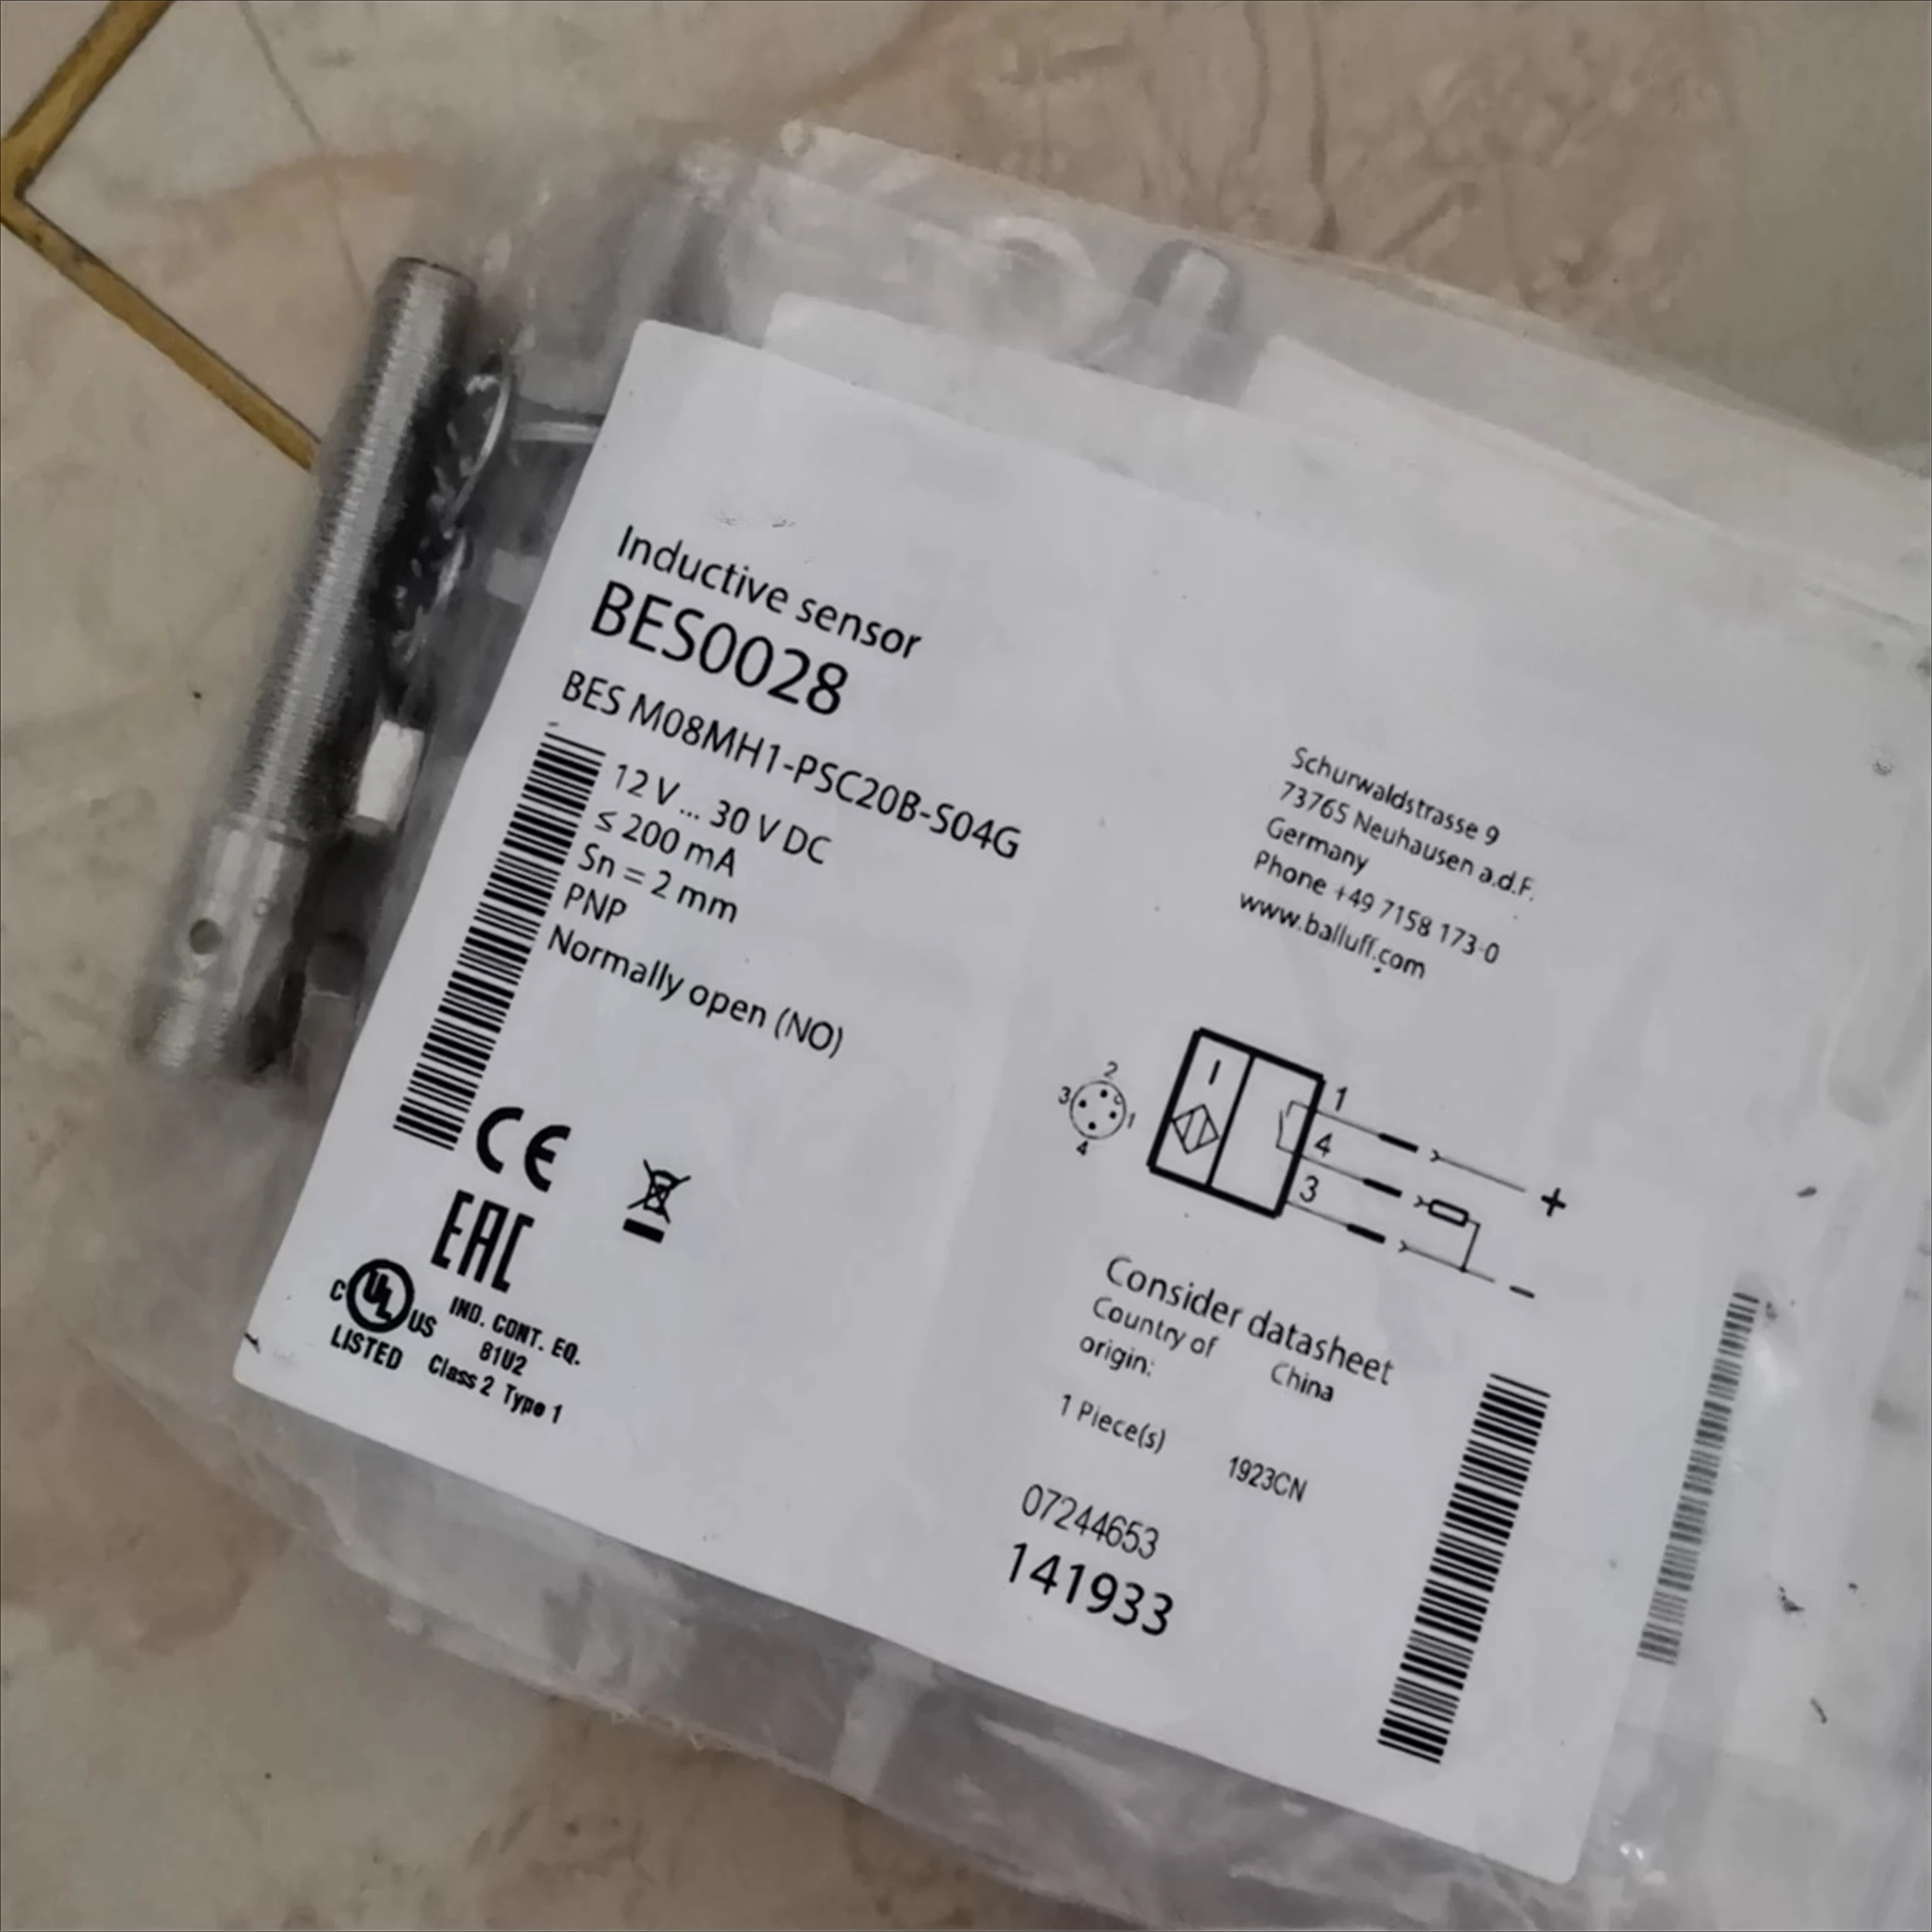 Inductive sensor
BES0028
BES M08MH1-PSC20B-S04G
12 V... 30 V DC
≤ 200 mA
Sn = 2 mm
PNP
Normally open (NO)
CE
EAC
C UL US
LISTED
IND. CONT. EQ.
81U2
Class 2 Type 1
Schurwaldstrasse 9
73765 Neuhausen a.d.F.
Germany
Phone +49 7158 173-0
www.balluff.com
2
3 1
4
1
4
3
+
−
Consider datasheet
Country of origin: China
1 Piece(s) 1923CN
07244653
141933